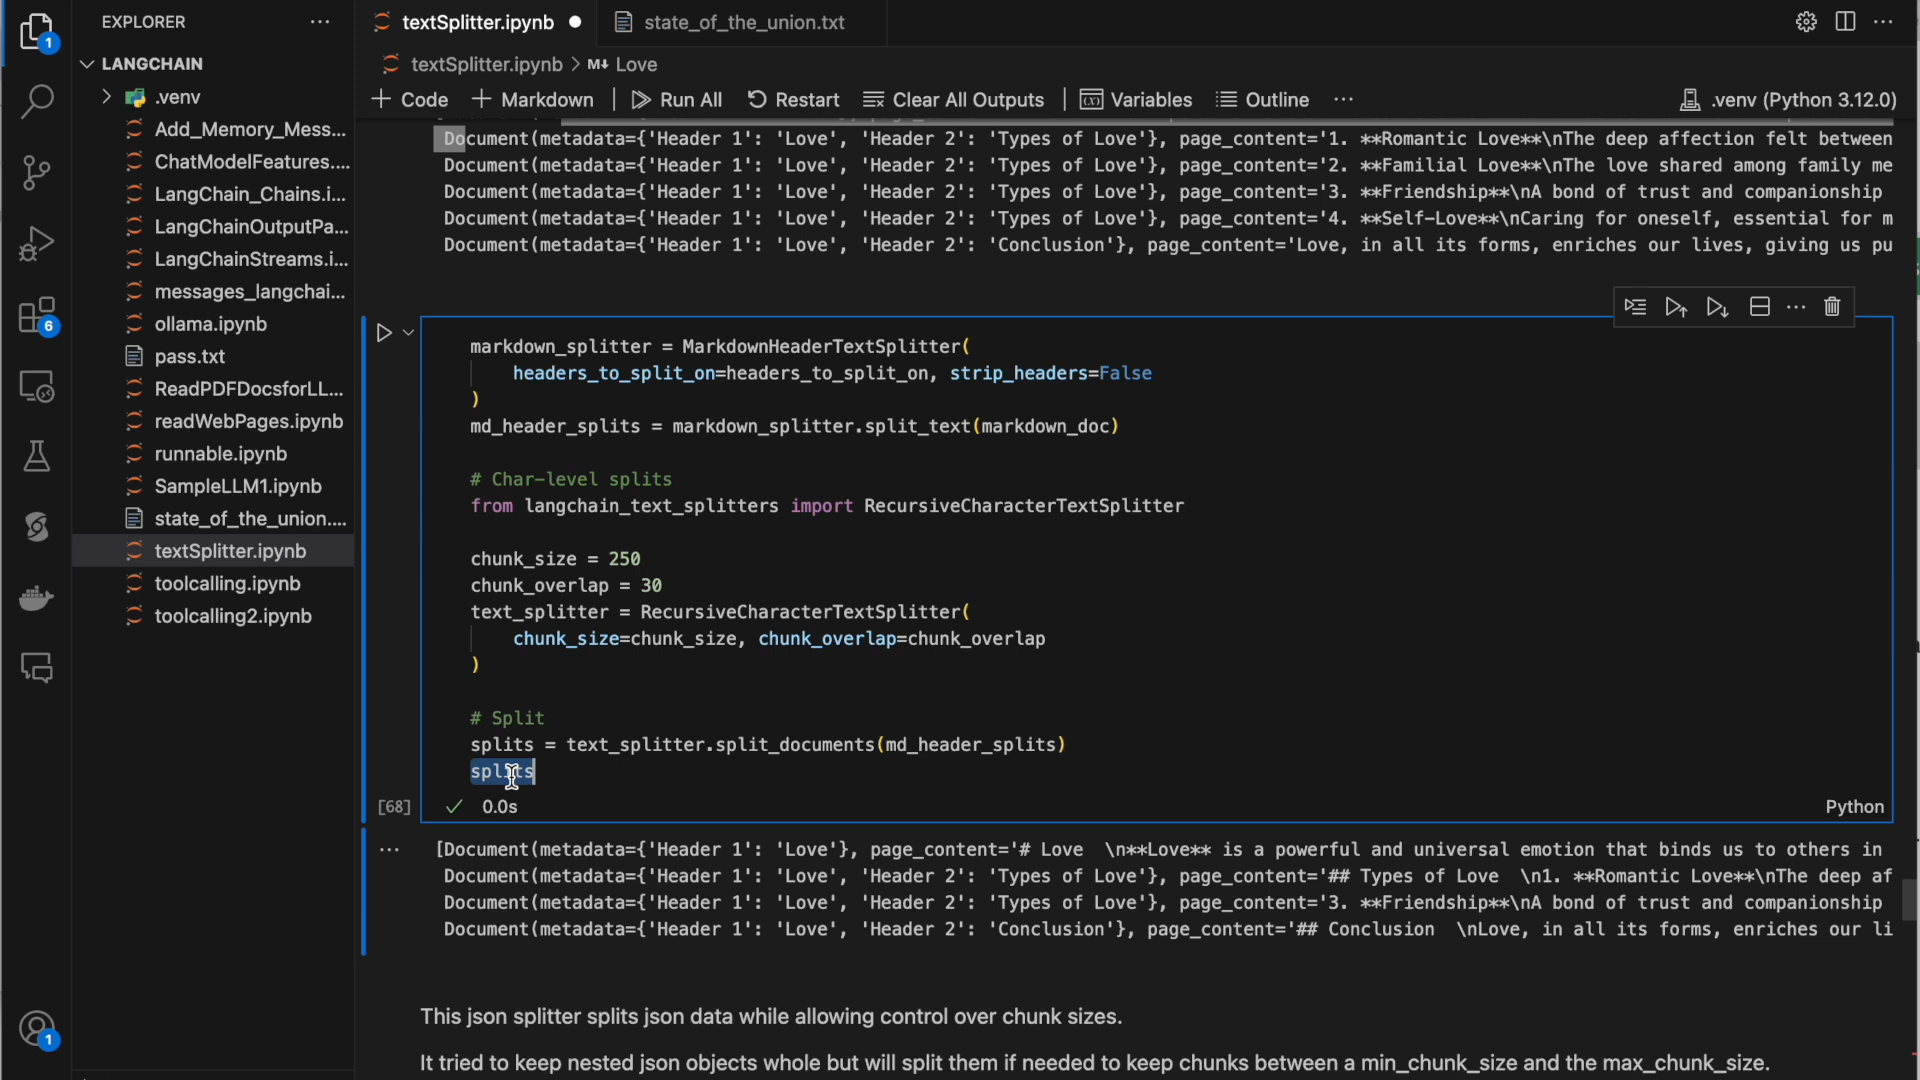 EXPLORER
LANGCHAIN
.venv
Add_Memory_Mess...
ChatModelFeatures....
LangChain_Chains.i...
LangChainOutputPa...
LangChainStreams.i...
messages_langchai...
ollama.ipynb
pass.txt
ReadPDFDocsforLL...
readWebPages.ipynb
runnable.ipynb
SampleLLM1.ipynb
state_of_the_union....
textSplitter.ipynb
toolcalling.ipynb
toolcalling2.ipynb
1
6
1
textSplitter.ipynb
state_of_the_union.txt
textSplitter.ipynb > M↓ Love
+ Code + Markdown Run All Restart Clear All Outputs Variables Outline ... .venv (Python 3.12.0)
Document(metadata={'Header 1': 'Love', 'Header 2': 'Types of Love'}, page_content='1. **Romantic Love**\nThe deep affection felt between
Document(metadata={'Header 1': 'Love', 'Header 2': 'Types of Love'}, page_content='2. **Familial Love**\nThe love shared among family me
Document(metadata={'Header 1': 'Love', 'Header 2': 'Types of Love'}, page_content='3. **Friendship**\nA bond of trust and companionship
Document(metadata={'Header 1': 'Love', 'Header 2': 'Types of Love'}, page_content='4. **Self-Love**\nCaring for oneself, essential for m
Document(metadata={'Header 1': 'Love', 'Header 2': 'Conclusion'}, page_content='Love, in all its forms, enriches our lives, giving us pu
markdown_splitter = MarkdownHeaderTextSplitter(
headers_to_split_on=headers_to_split_on, strip_headers=False
)
md_header_splits = markdown_splitter.split_text(markdown_doc)
# Char-level splits
from langchain_text_splitters import RecursiveCharacterTextSplitter
chunk_size = 250
chunk_overlap = 30
text_splitter = RecursiveCharacterTextSplitter(
chunk_size=chunk_size, chunk_overlap=chunk_overlap
)
# Split
splits = text_splitter.split_documents(md_header_splits)
splits
[68] 0.0s Python
[Document(metadata={'Header 1': 'Love'}, page_content='# Love  \n**Love** is a powerful and universal emotion that binds us to others in
Document(metadata={'Header 1': 'Love', 'Header 2': 'Types of Love'}, page_content='## Types of Love  \n1. **Romantic Love**\nThe deep af
Document(metadata={'Header 1': 'Love', 'Header 2': 'Types of Love'}, page_content='3. **Friendship**\nA bond of trust and companionship
Document(metadata={'Header 1': 'Love', 'Header 2': 'Conclusion'}, page_content='## Conclusion  \nLove, in all its forms, enriches our li
This json splitter splits json data while allowing control over chunk sizes.
It tried to keep nested json objects whole but will split them if needed to keep chunks between a min_chunk_size and the max_chunk_size.